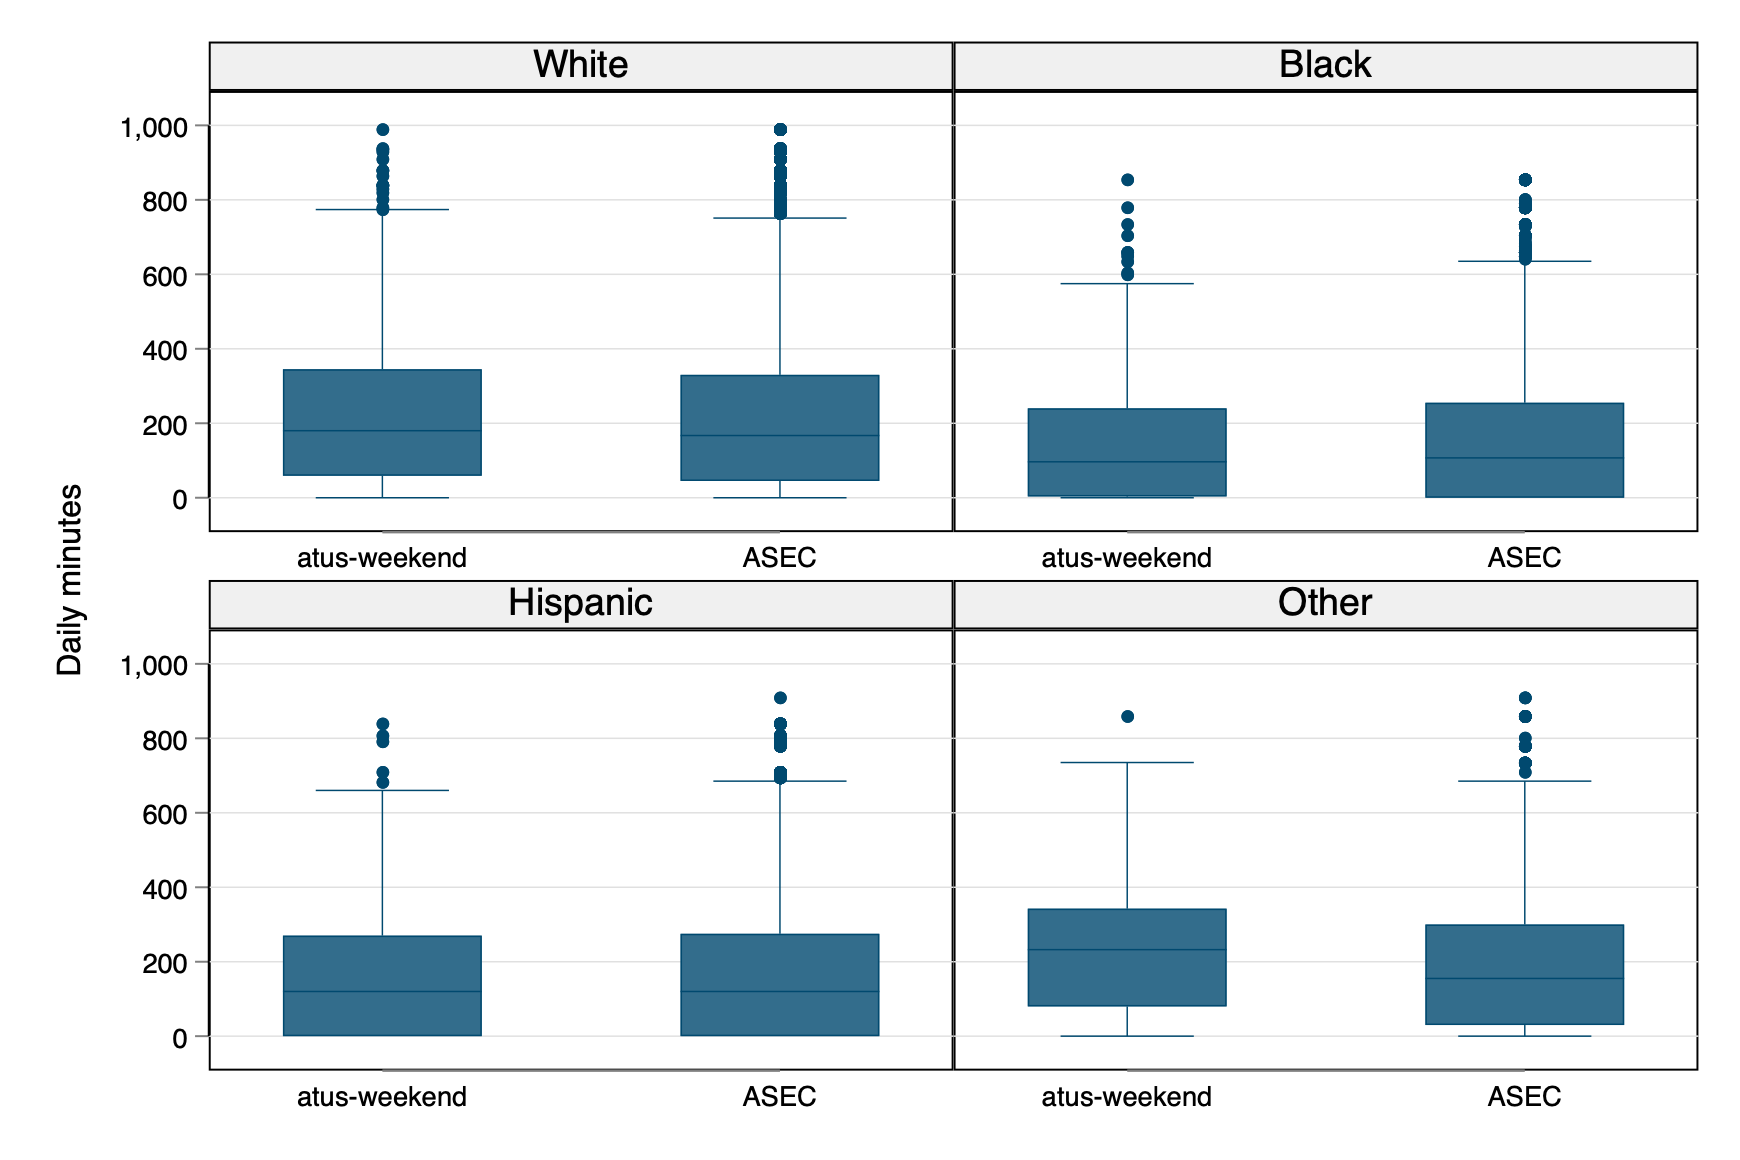 White
Black
1,000
800
600
400
200
0
atus-weekend
ASEC
atus-weekend
ASEC
Daily minutes
Hispanic
Other
1,000
800
600
400
200
0
atus-weekend
ASEC
atus-weekend
ASEC